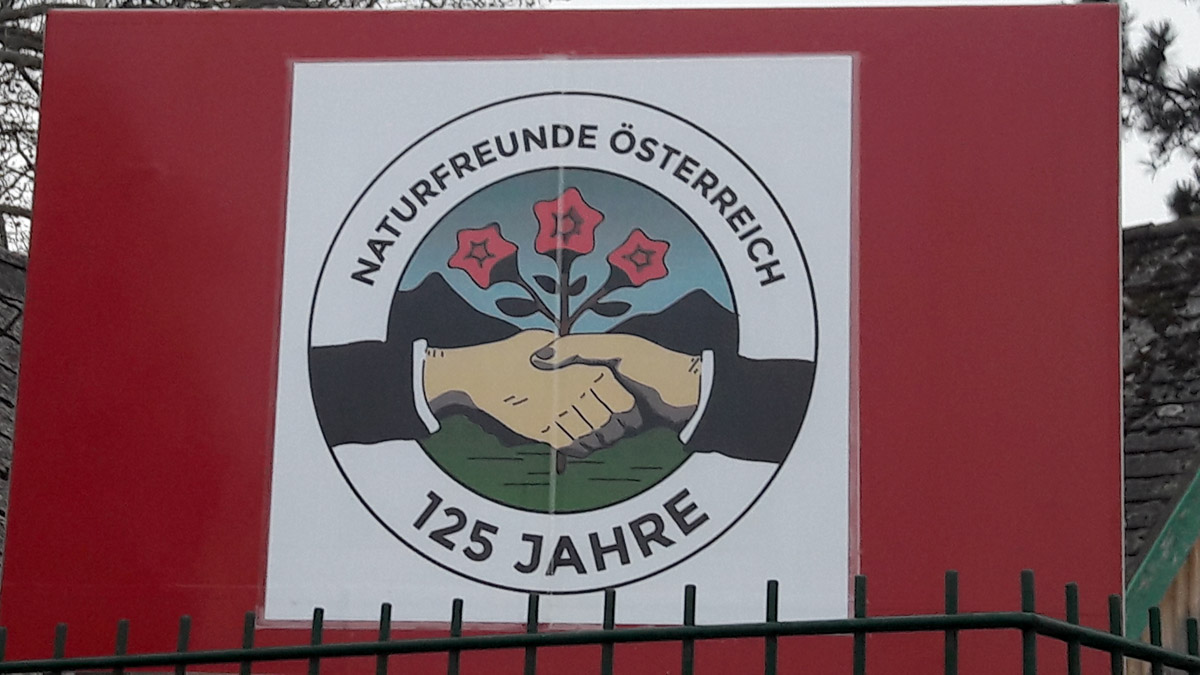 NATURFREUNDE ÖSTERREICH
125 JAHRE